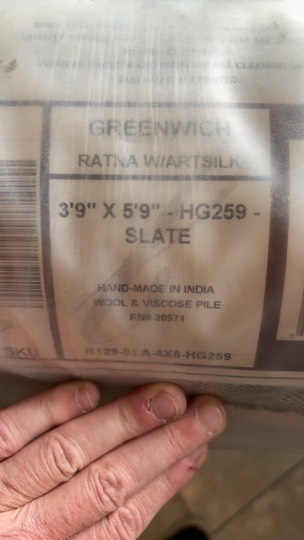 GREENWICH
RATNA W/ARTSILK
3'9" X 5'9" - HG259 -
SLATE
HAND-MADE IN INDIA
WOOL & VISCOSE PILE
RN# 20571
SKU
R129-SLA-4X6-HG259